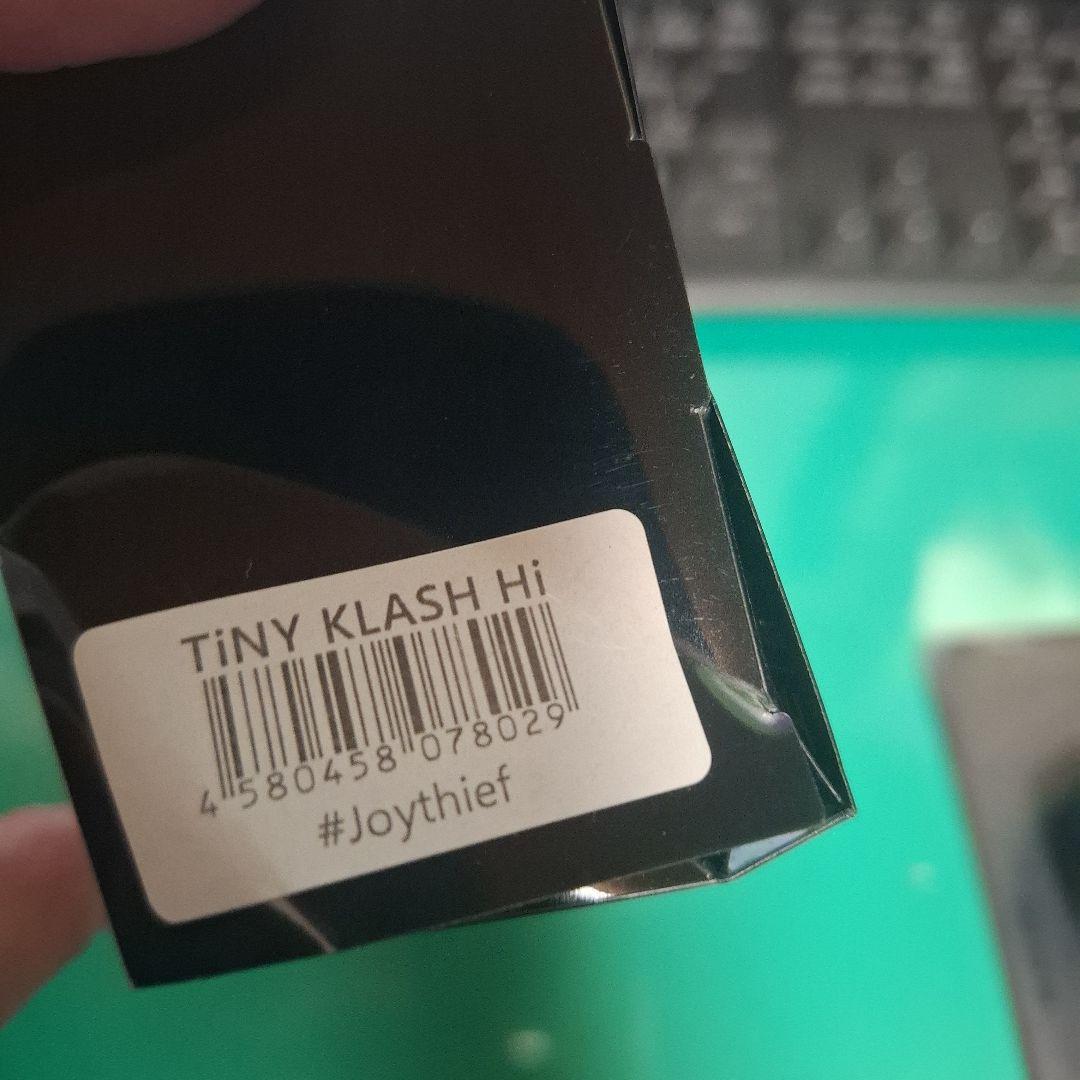 TiNY KLASH Hi
4 580458 078029
#Joythief